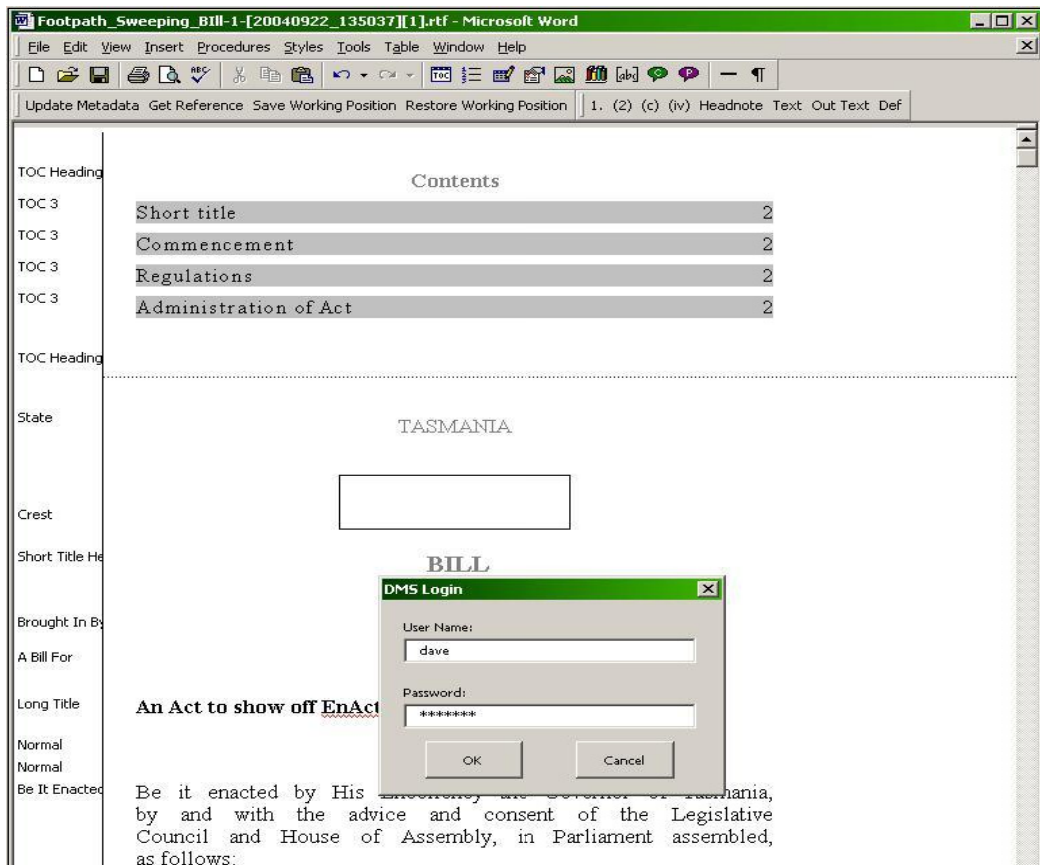 Footpath_Sweeping_BIll-1-[20040922_135037][1].rtf - Microsoft Word
File Edit View Insert Procedures Styles Tools Table Window Help
Update Metadata Get Reference Save Working Position Restore Working Position 1. (2) (c) (iv) Headnote Text Out Text Def
TOC Heading
Contents
TOC 3
Short title 2
TOC 3
Commencement 2
TOC 3
Regulations 2
TOC 3
Administration of Act 2
TOC Heading
State
TASMANIA
Crest
Short Title He
BILL
DMS Login
User Name:
dave
Password:
*******
OK Cancel
Brought In By
A Bill For
Long Title
An Act to show off EnAct
Normal
Normal
Be It Enacted
Be it enacted by His
by and with the advice and consent of the Legislative
Council and House of Assembly, in Parliament assembled,
as follows: